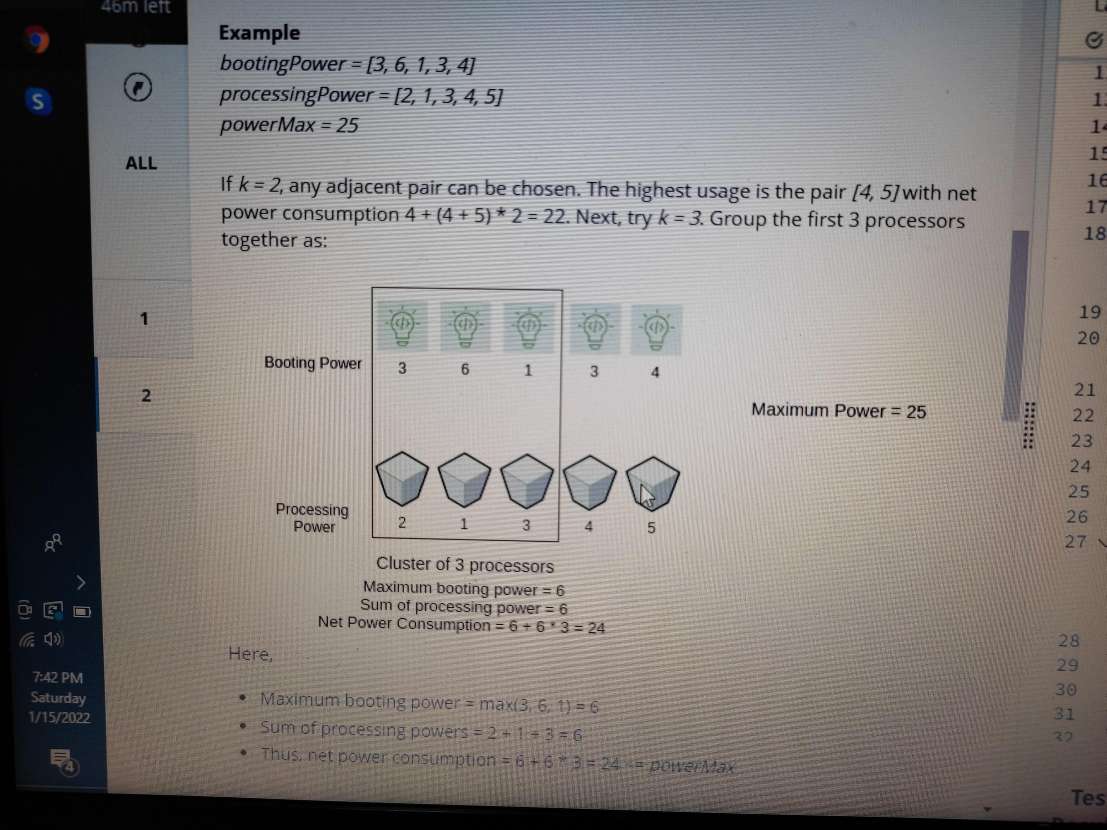 46m left
ALL
1
2
Example
bootingPower = [3, 6, 1, 3, 4]
processingPower = [2, 1, 3, 4, 5]
powerMax = 25
If k = 2, any adjacent pair can be chosen. The highest usage is the pair [4, 5] with net
power consumption 4 + (4 + 5) * 2 = 22. Next, try k = 3. Group the first 3 processors
together as:
Booting Power 3 6 1 3 4
Maximum Power = 25
Processing
Power 2 1 3 4 5
Cluster of 3 processors
Maximum booting power = 6
Sum of processing power = 6
Net Power Consumption = 6 + 6 * 3 = 24
Here,
• Maximum booting power = max(3, 6, 1) = 6
• Sum of processing powers = 2 + 1 + 3 = 6
• Thus, net power consumption = 6 + 6 * 3 = 24 <= powerMax
15
16
17
18
19
20
21
22
23
24
25
26
27
28
29
30
31
32
Tes
S
7:42 PM
Saturday
1/15/2022
4